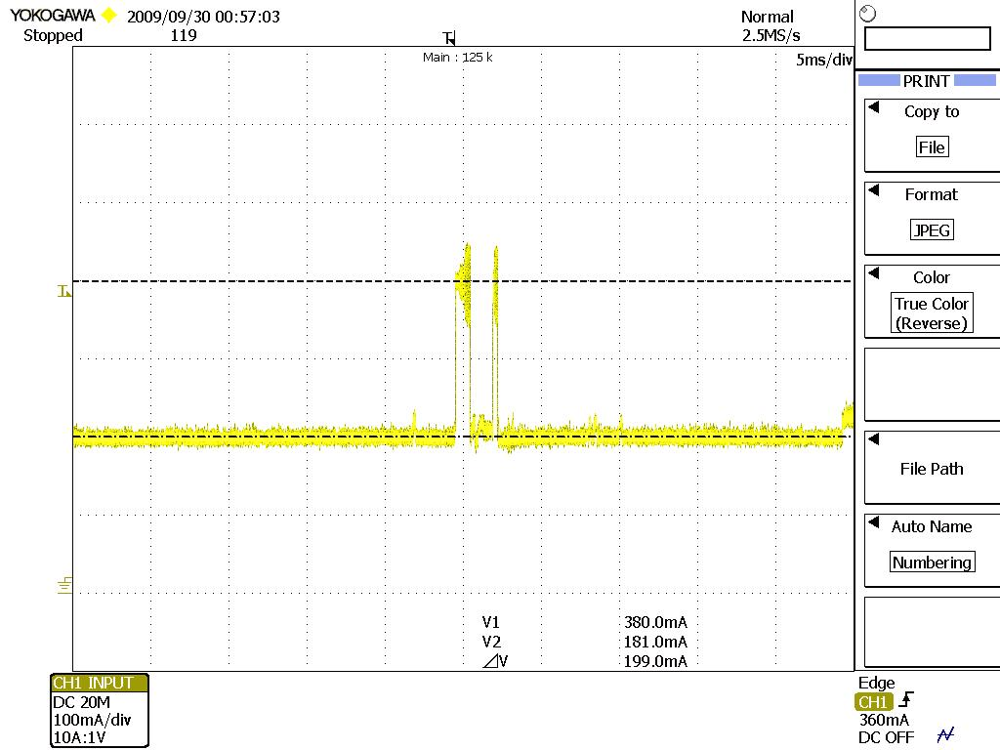 YOKOGAWA 2009/09/30 00:57:03 Normal
Stopped 119 2.5MS/s
Main : 125 k
5ms/div
PRINT
Copy to
File
Format
JPEG
Color
True Color
(Reverse)
File Path
Auto Name
Numbering
V1 380.0mA
V2 181.0mA
⊿V 199.0mA
CH1 INPUT
DC 20M
100mA/div
10A:1V
Edge
CH1
360mA
DC OFF